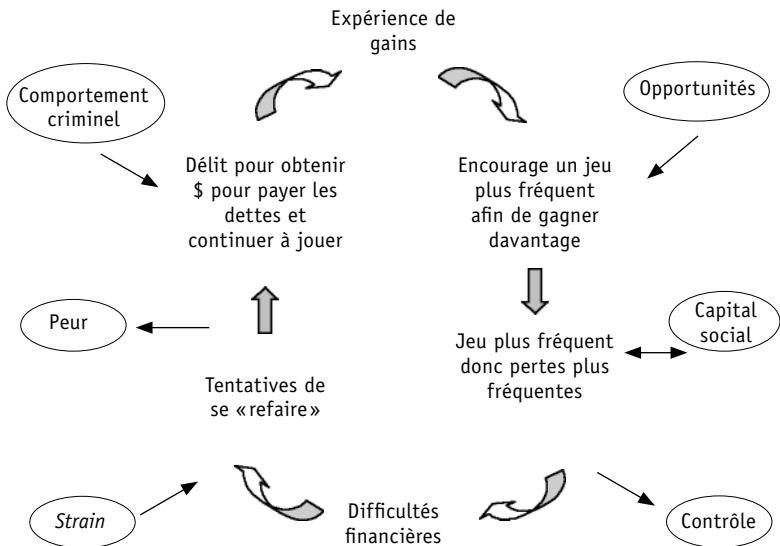 Expérience de
gains
Comportement
criminel
Opportunités
Délit pour obtenir
$ pour payer les
dettes et
continuer à jouer
Encourage un jeu
plus fréquent
afin de gagner
davantage
Peur
Capital
social
Jeu plus fréquent
donc pertes plus
fréquentes
Tentatives de
se «refaire»
Strain
Difficultés
financières
Contrôle